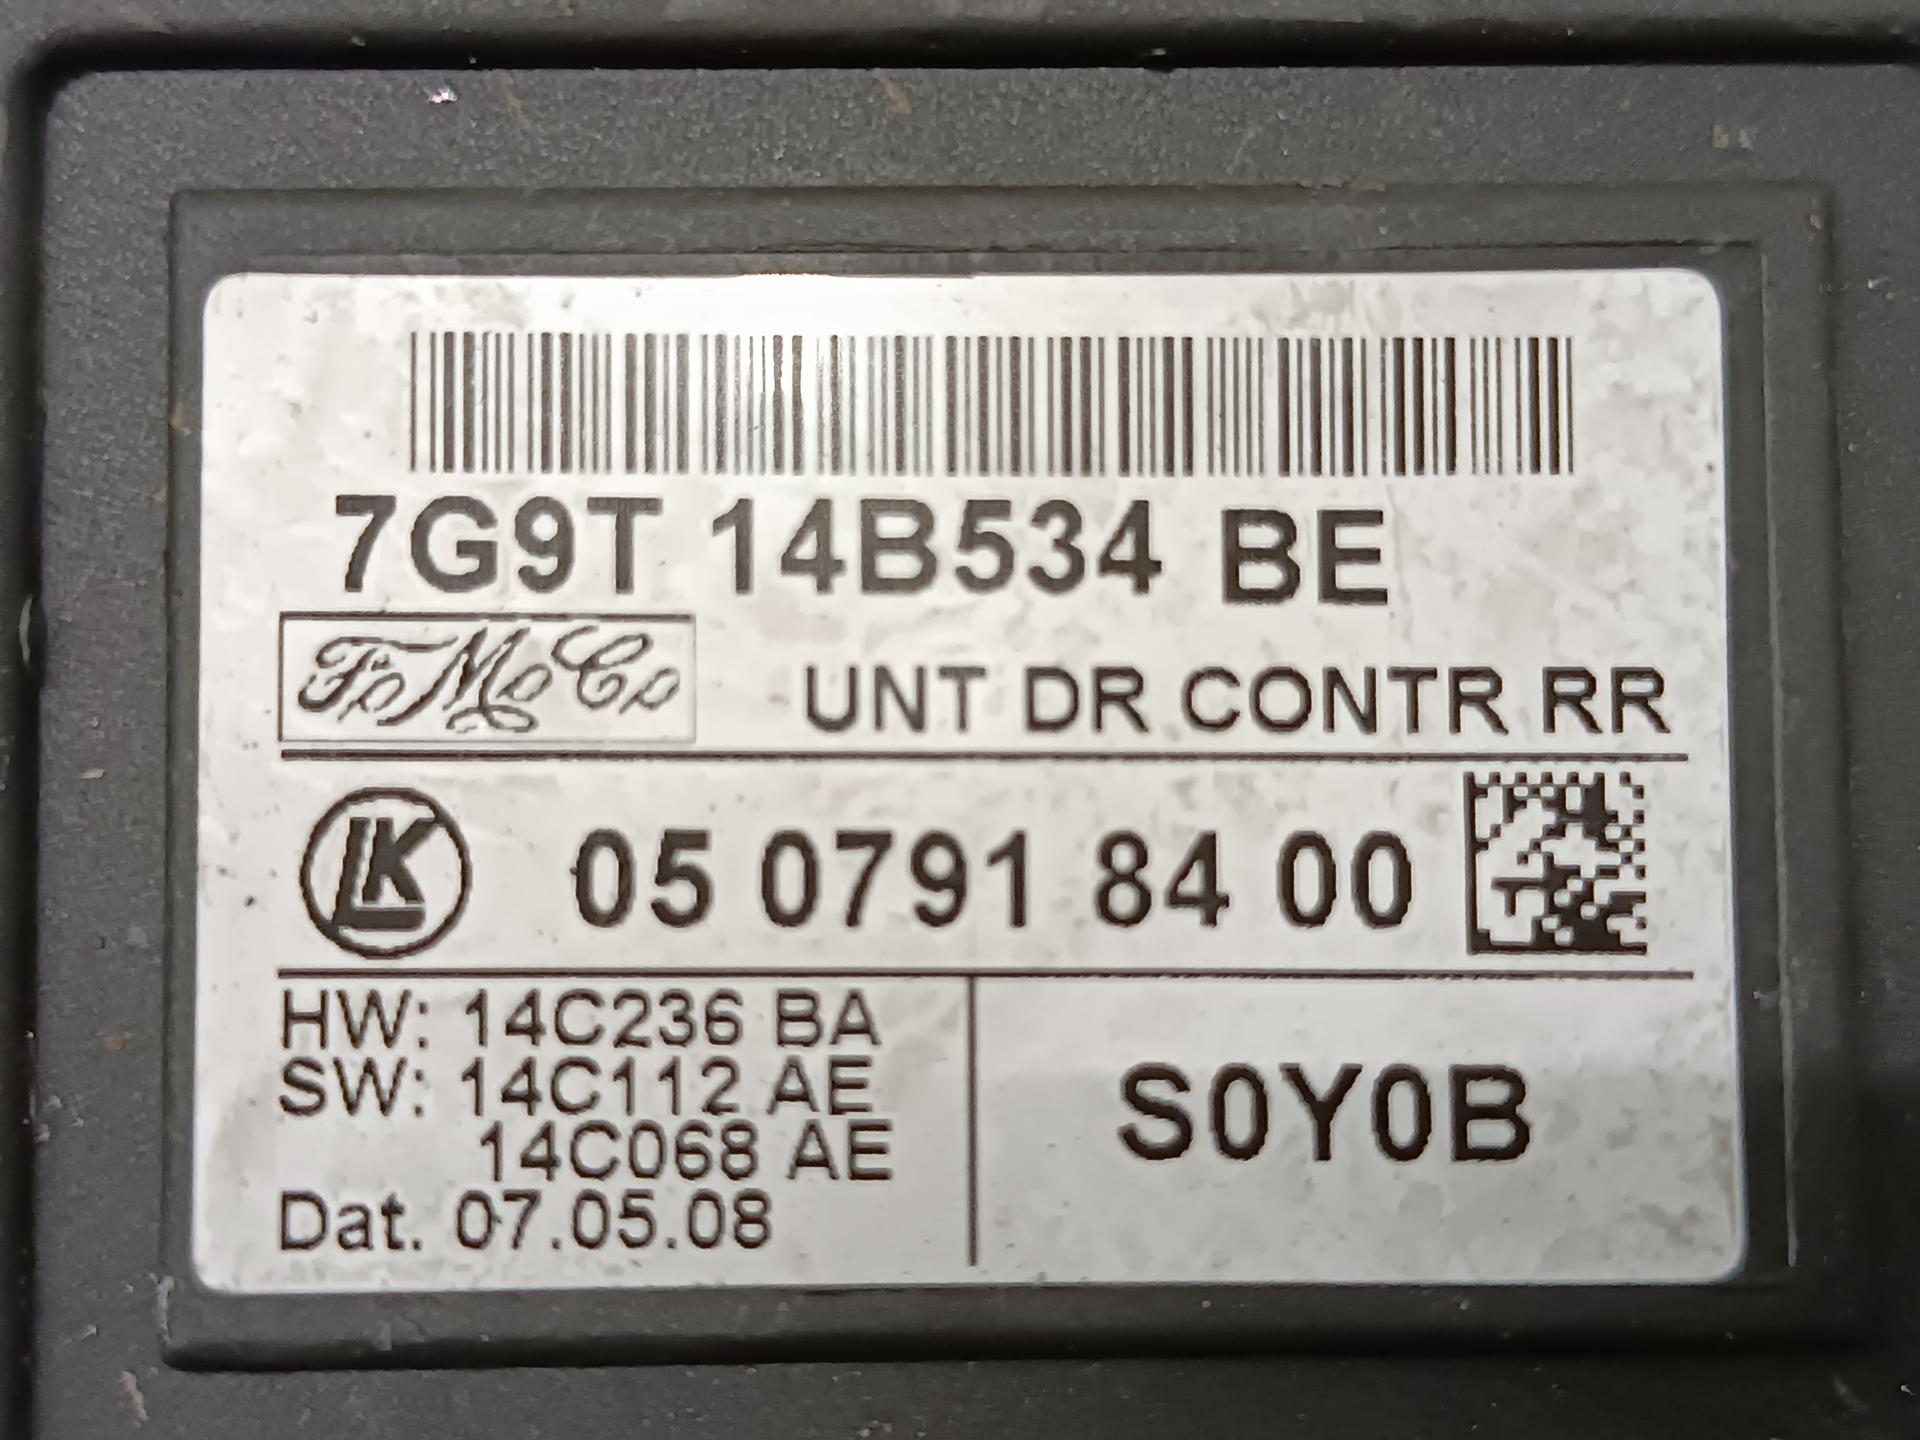 7G9T 14B534 BE
FoMoCo UNT DR CONTR RR
LK 05 0791 84 00
HW: 14C236 BA
SW: 14C112 AE
14C068 AE
Dat. 07.05.08
S0Y0B